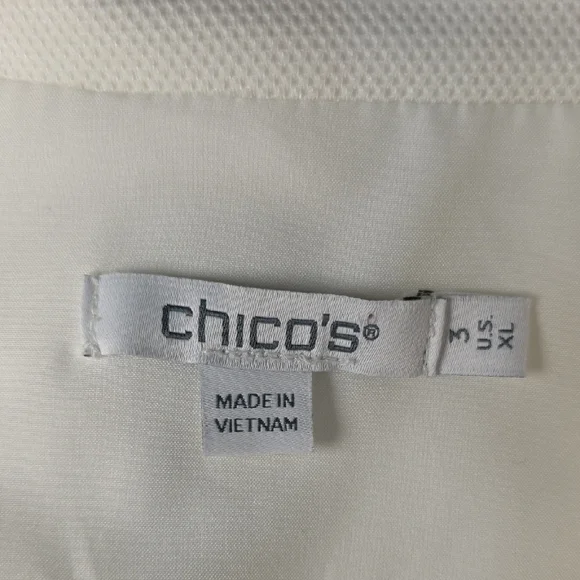 chico's®
3
U.S.
XL
MADE IN
VIETNAM